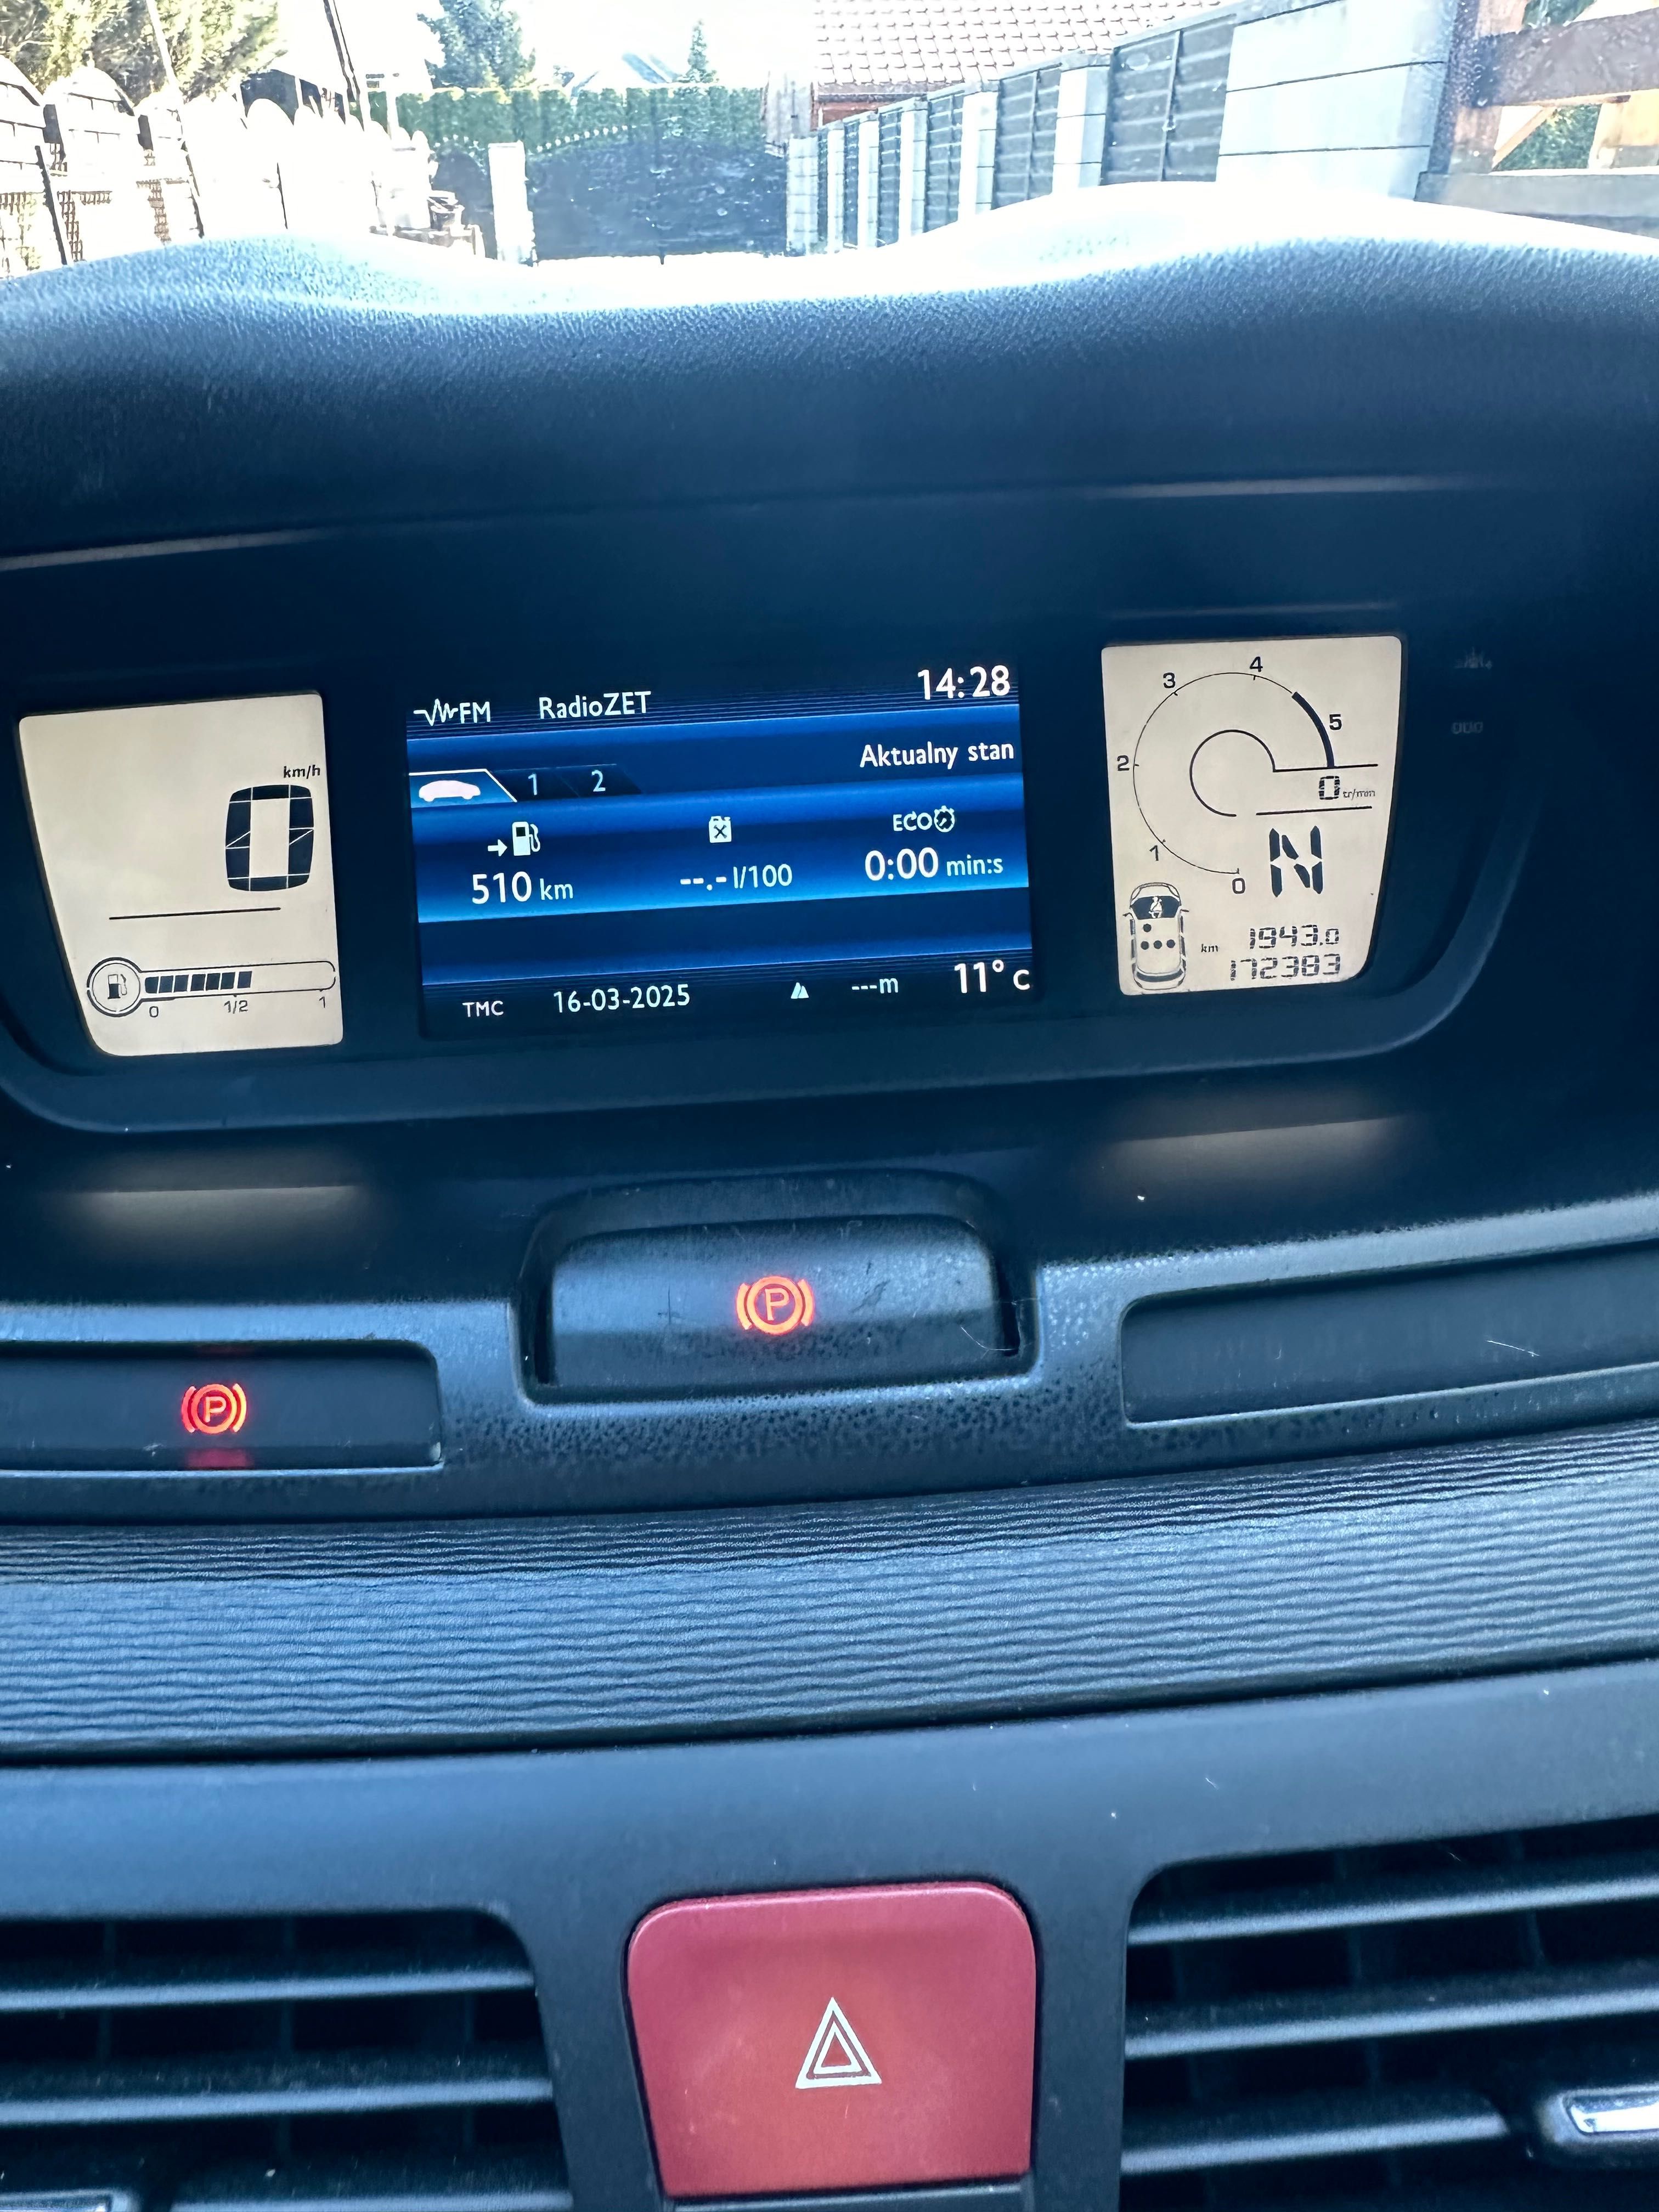 FM RadioZET 14:28
Aktualny stan
1 2
ECO
510 km --.- l/100 0:00 min:s
TMC 16-03-2025 ---m 11° c
km/h
0
0 1/2 1
4
3
5
2
0 tr/min
1
0
N
km 1943.0
172383
P
P